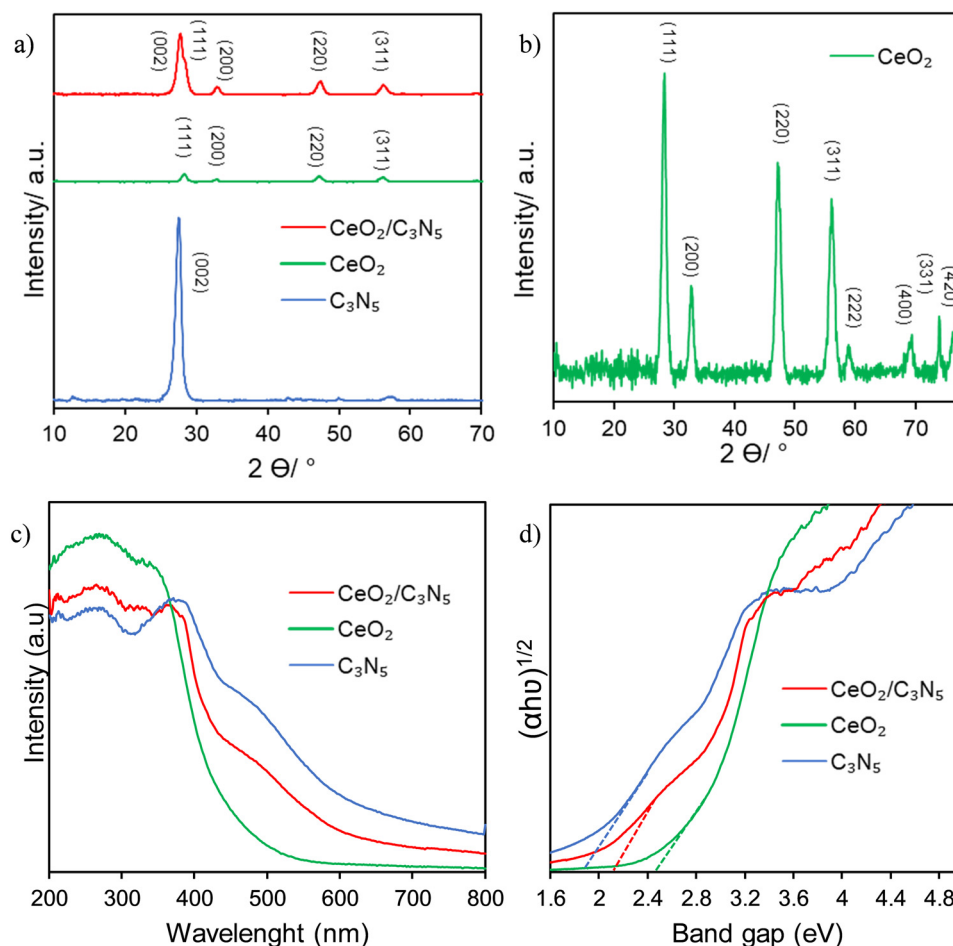 a)
(002)
(111)
(200)
(220)
(311)
(111)
(200)
(220)
(311)
CeO₂/C₃N₅
CeO₂
C₃N₅
(002)
Intensity/ a.u.
10 20 30 40 50 60 70
2 ϴ/ °
b)
(111)
CeO₂
(220)
(311)
(200)
(222)
(400)
(331)
(420)
Intensity/ a.u.
10 20 30 40 50 60 70
2 ϴ/ °
c)
CeO₂/C₃N₅
CeO₂
C₃N₅
Intensity (a.u)
200 300 400 500 600 700 800
Wavelenght (nm)
d)
(αhυ)¹/²
CeO₂/C₃N₅
CeO₂
C₃N₅
1.6 2 2.4 2.8 3.2 3.6 4 4.4 4.8
Band gap (eV)